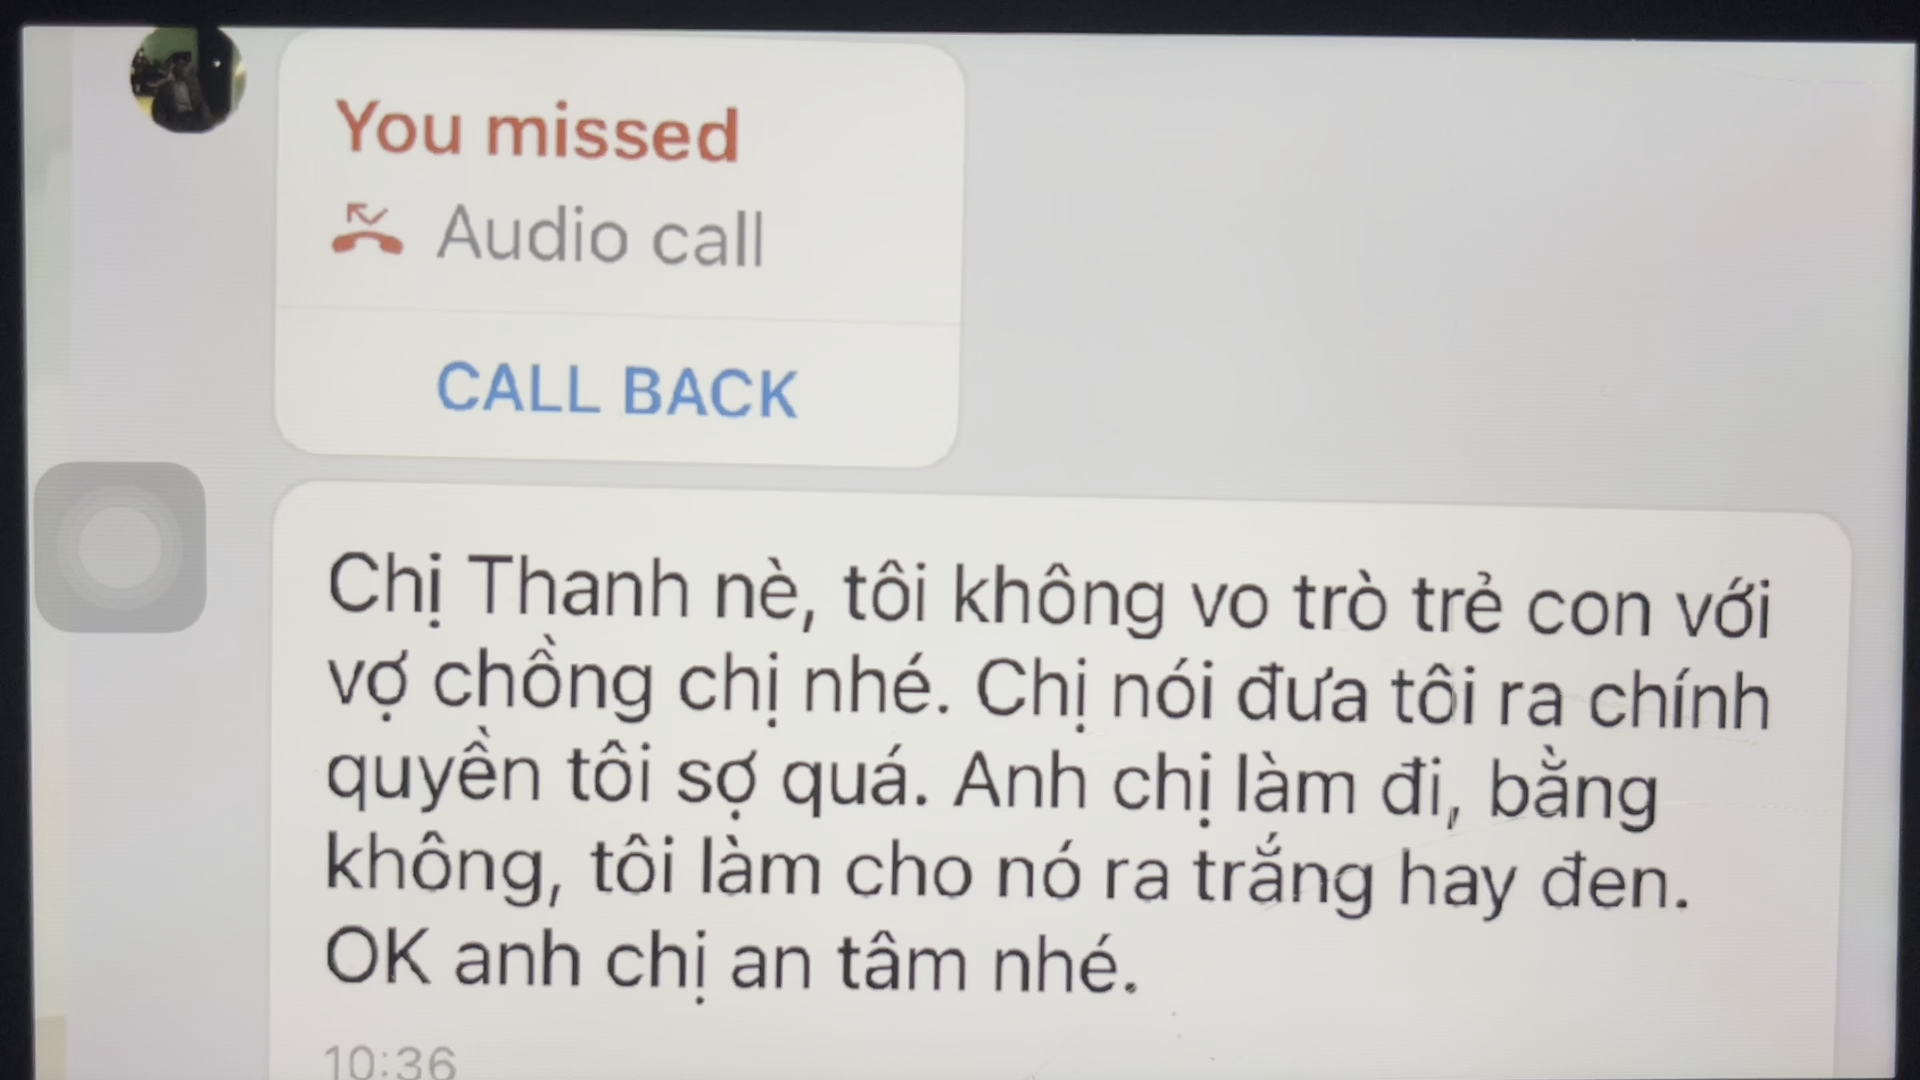 You missed
Audio call
CALL BACK
Chị Thanh nè, tôi không vo trò trẻ con với
vợ chồng chị nhé. Chị nói đưa tôi ra chính
quyền tôi sợ quá. Anh chị làm đi, bằng
không, tôi làm cho nó ra trắng hay đen.
OK anh chị an tâm nhé.
10:36